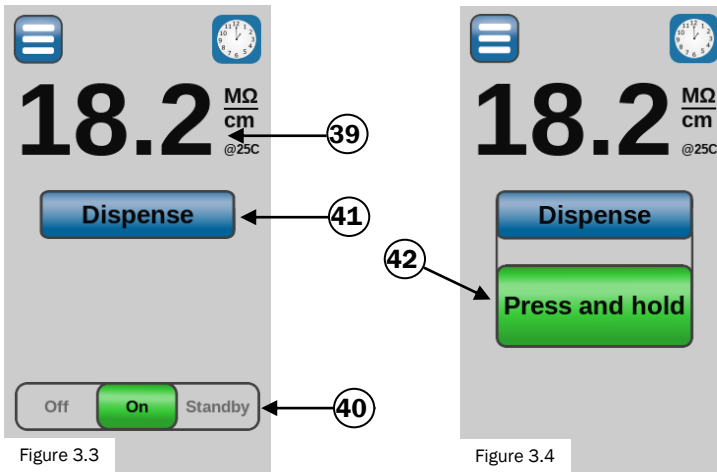 18.2 MΩ
cm
@25C
39
Dispense
41
Off On Standby
40
Figure 3.3
18.2 MΩ
cm
@25C
Dispense
42
Press and hold
Figure 3.4